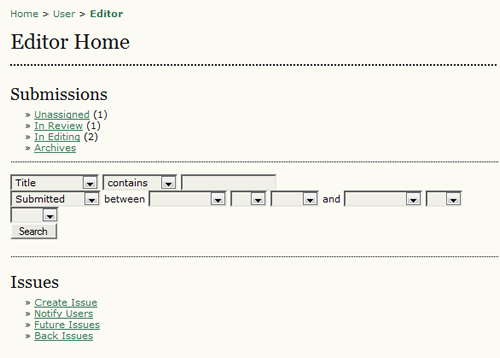 Home > User > Editor
Editor Home
Submissions
» Unassigned (1)
» In Review (1)
» In Editing (2)
» Archives
Title contains
Submitted between and
Search
Issues
» Create Issue
» Notify Users
» Future Issues
» Back Issues